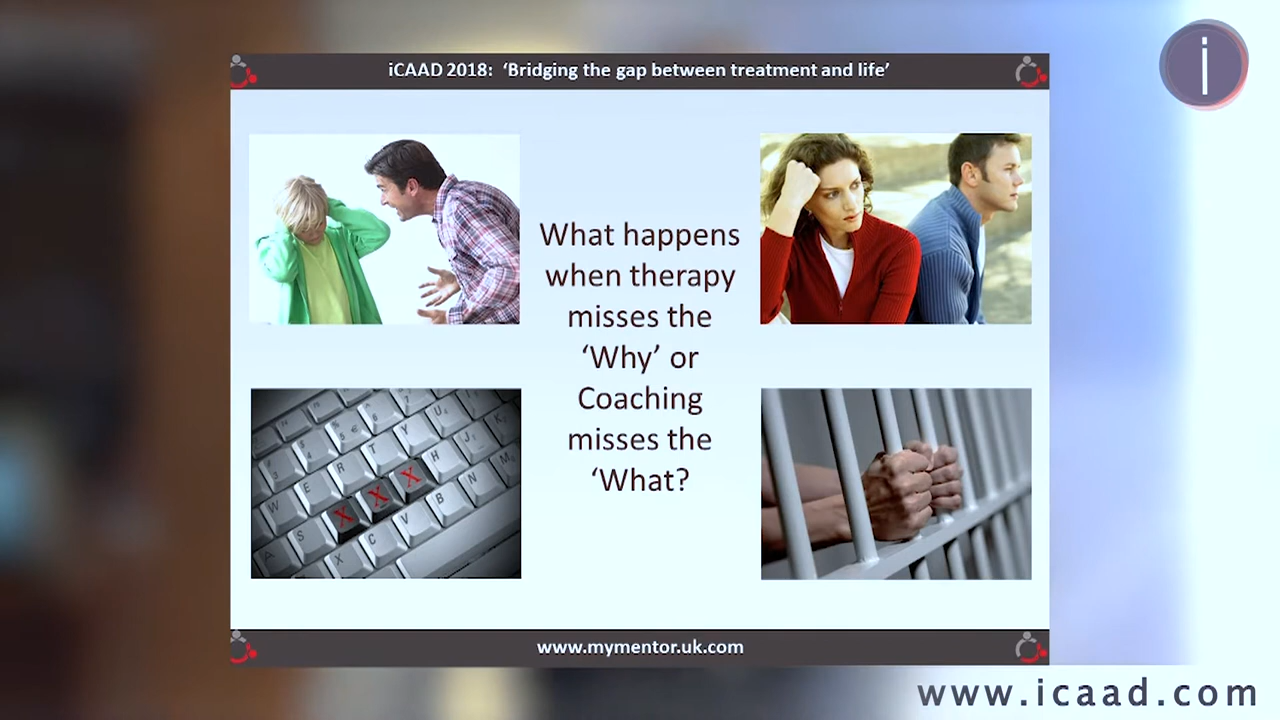 iCAAD 2018:  ‘Bridging the gap between treatment and life’
i
What happens
when therapy
misses the
‘Why’ or
Coaching
misses the
‘What?
X X X
www.mymentor.uk.com
www.icaad.com